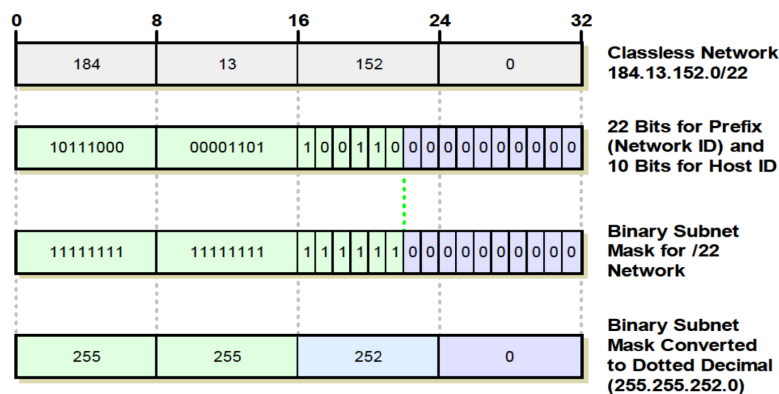 0 8 16 24 32
184 13 152 0
Classless Network
184.13.152.0/22
10111000 00001101 1 0 0 1 1 0 0 0 0 0 0 0 0 0 0 0
22 Bits for Prefix
(Network ID) and
10 Bits for Host ID
11111111 11111111 1 1 1 1 1 1 0 0 0 0 0 0 0 0 0 0
Binary Subnet
Mask for /22
Network
255 255 252 0
Binary Subnet
Mask Converted
to Dotted Decimal
(255.255.252.0)